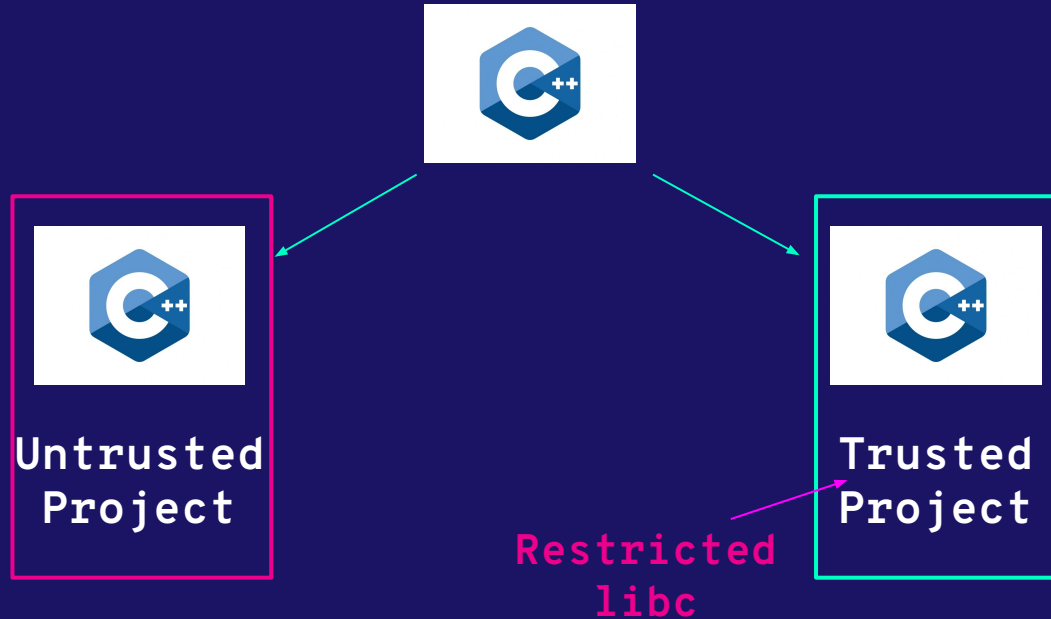 C++
C++
C++
Untrusted
Project
Trusted
Project
Restricted
libc